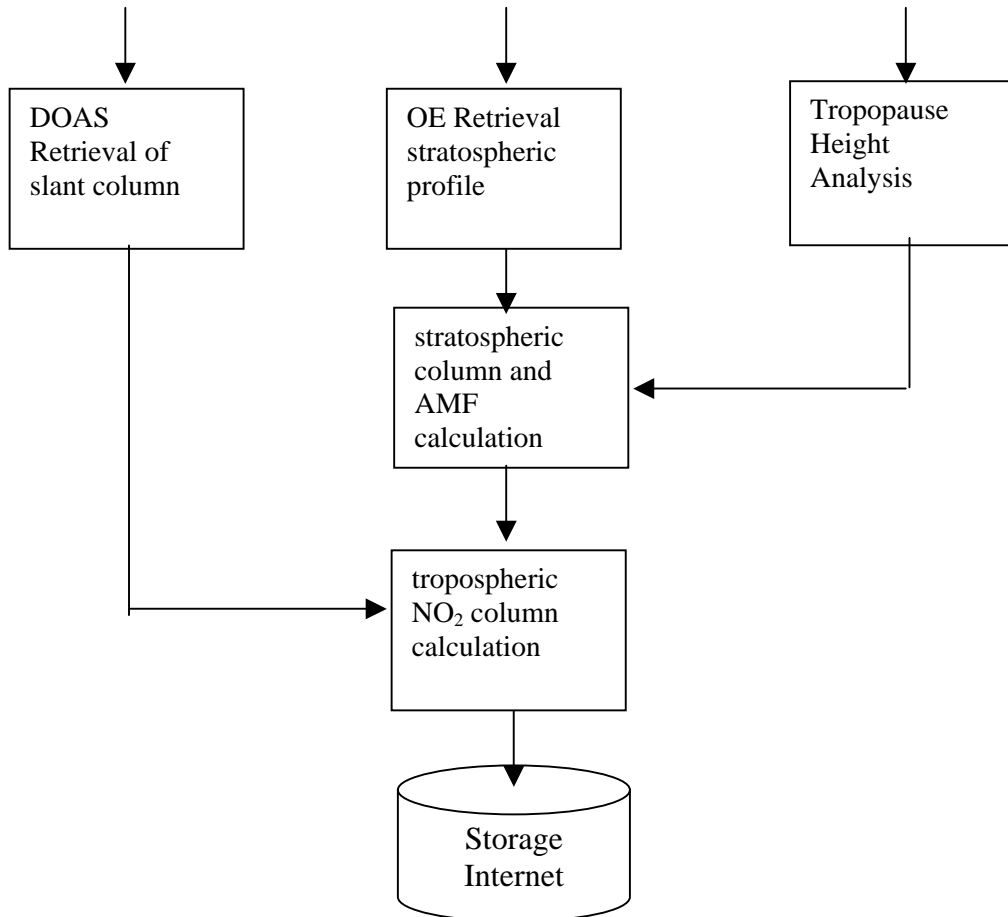 DOAS
Retrieval of
slant column
OE Retrieval
stratospheric
profile
Tropopause
Height
Analysis
stratospheric
column and
AMF
calculation
tropospheric
NO₂ column
calculation
Storage
Internet